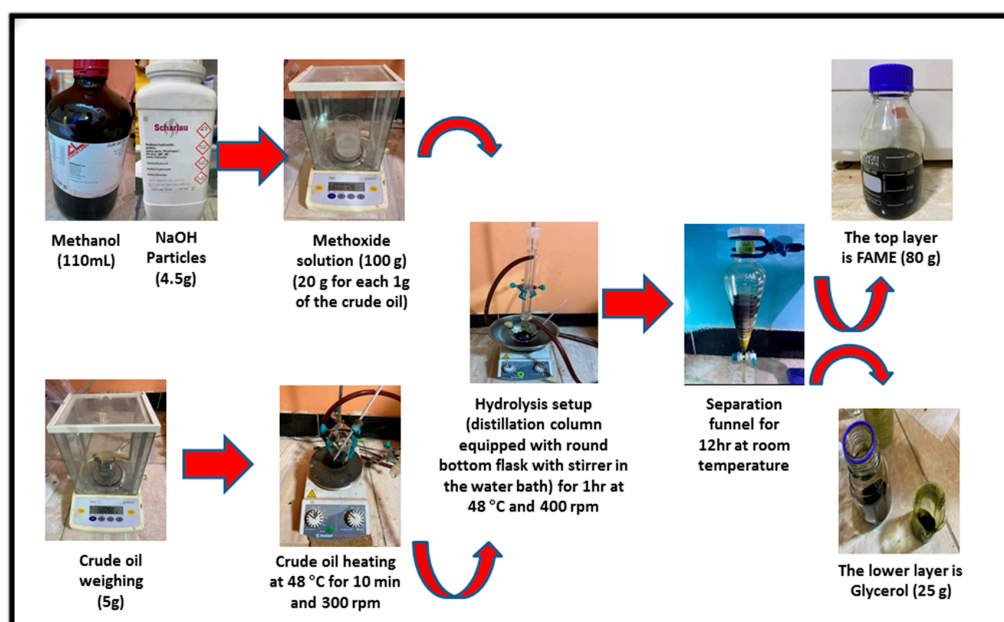 Scharlau
Methanol
(110mL)
NaOH
Particles
(4.5g)
Methoxide
solution (100 g)
(20 g for each 1g
of the crude oil)
The top layer
is FAME (80 g)
Crude oil
weighing
(5g)
Crude oil heating
at 48 °C for 10 min
and 300 rpm
Hydrolysis setup
(distillation column
equipped with round
bottom flask with stirrer in
the water bath) for 1hr at
48 °C and 400 rpm
Separation
funnel for
12hr at room
temperature
The lower layer is
Glycerol (25 g)